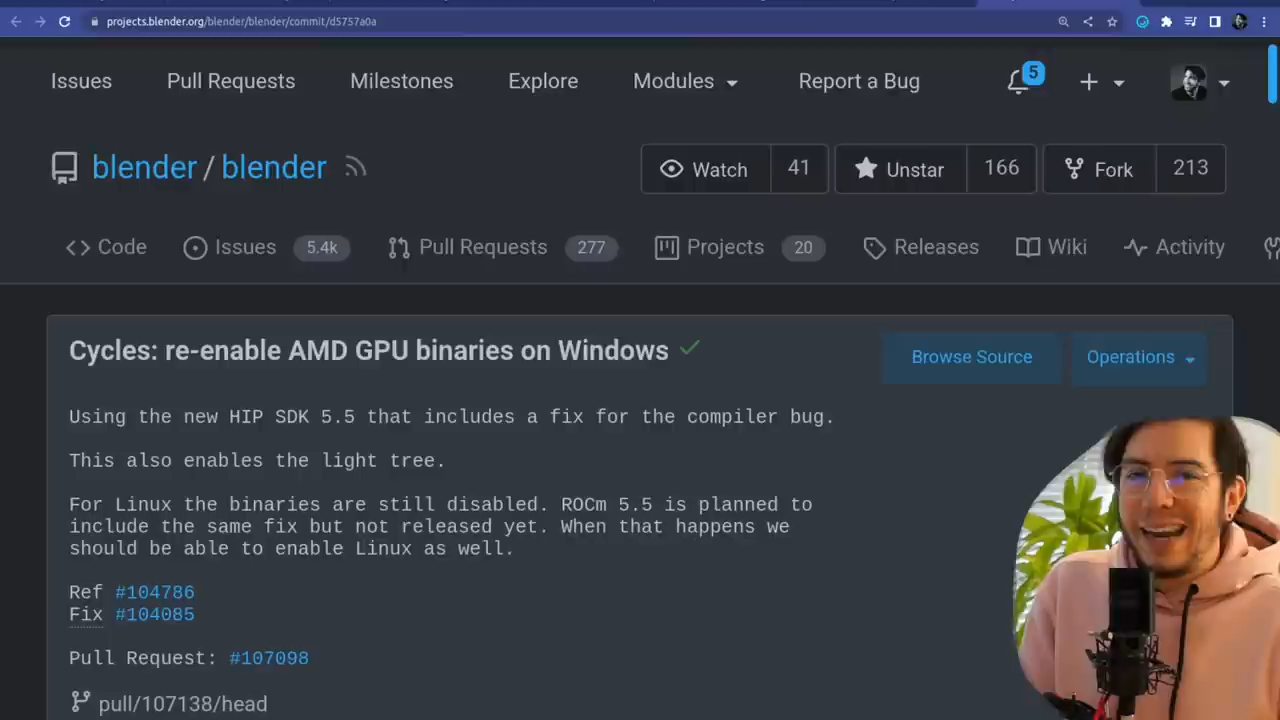 projects.blender.org/blender/blender/commit/d5757a0a
Issues Pull Requests Milestones Explore Modules Report a Bug 5
blender / blender Watch 41 Unstar 166 Fork 213
Code Issues 5.4k Pull Requests 277 Projects 20 Releases Wiki Activity
Cycles: re-enable AMD GPU binaries on Windows Browse Source Operations
Using the new HIP SDK 5.5 that includes a fix for the compiler bug.
This also enables the light tree.
For Linux the binaries are still disabled. ROCm 5.5 is planned to
include the same fix but not released yet. When that happens we
should be able to enable Linux as well.
Ref #104786
Fix #104085
Pull Request: #107098
pull/107138/head